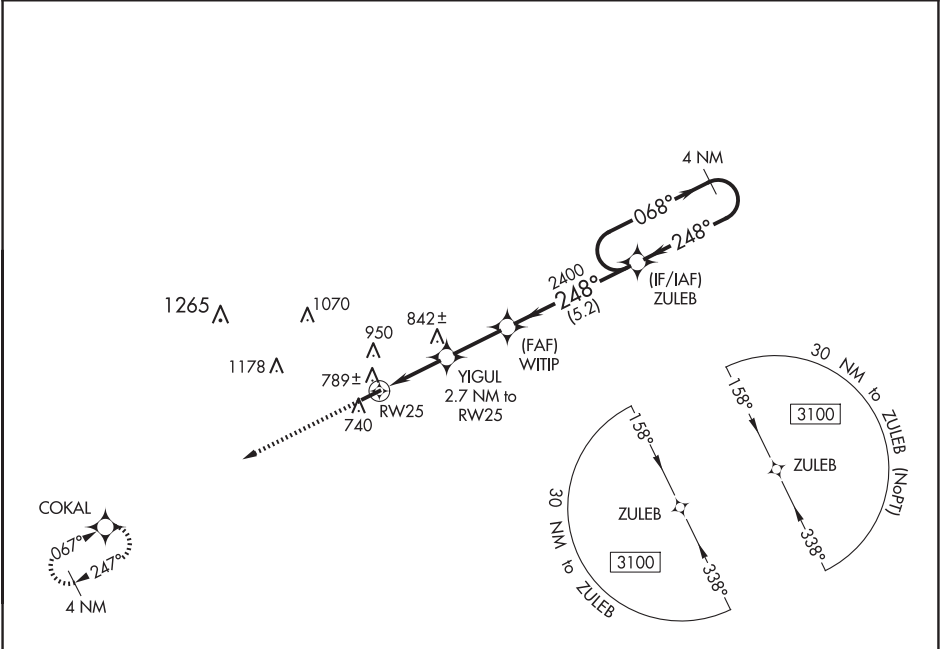 4 NM
068°
248°
(IF/IAF)
ZULEB
2400
248°
(5.2)
(FAF)
WITIP
1265
1070
842±
950
1178
789±
YIGUL
2.7 NM to
RW25
RW25
740
30 NM to ZULEB (NoPT)
158°
3100
ZULEB
338°
158°
ZULEB
3100
338°
30 NM to ZULEB
COKAL
067°
247°
4 NM